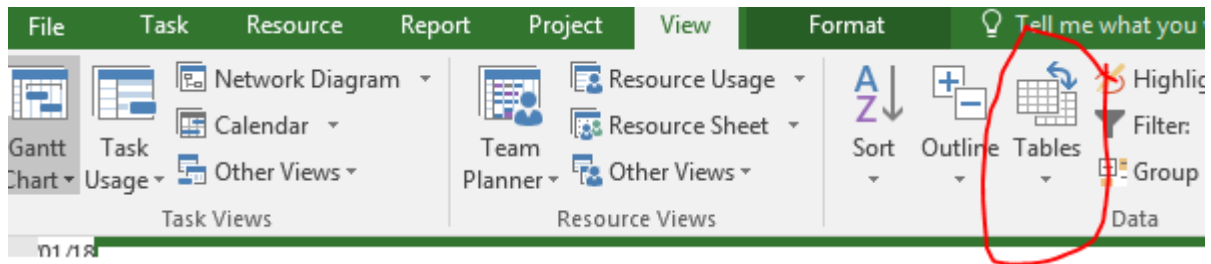 File Task Resource Report Project View Format Tell me what you
Network Diagram Resource Usage Highlig
Calendar Resource Sheet Filter:
Gantt Task Team Sort Outline Tables
Chart Usage Planner Other Views Other Views Group
Task Views Resource Views Data
01/18